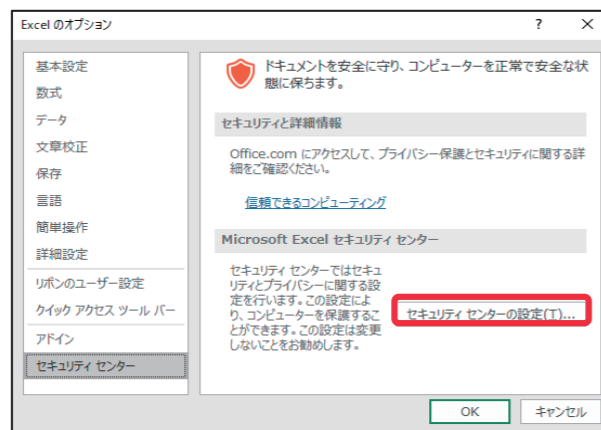 Excel のオプション ? ×
基本設定
数式
データ
文章校正
保存
言語
簡単操作
詳細設定
リボンのユーザー設定
クイック アクセス ツール バー
アドイン
セキュリティ センター
ドキュメントを安全に守り、コンピューターを正常で安全な状
態に保ちます。
セキュリティと詳細情報
Office.com にアクセスして、プライバシー保護とセキュリティに関する詳
細をご確認ください。
信頼できるコンピューティング
Microsoft Excel セキュリティ センター
セキュリティ センターではセキュ
リティとプライバシーに関する設
定を行います。この設定によ
り、コンピューターを保護するこ
とができます。この設定は変更
しないことをお勧めします。
セキュリティ センターの設定(T)...
OK
キャンセル